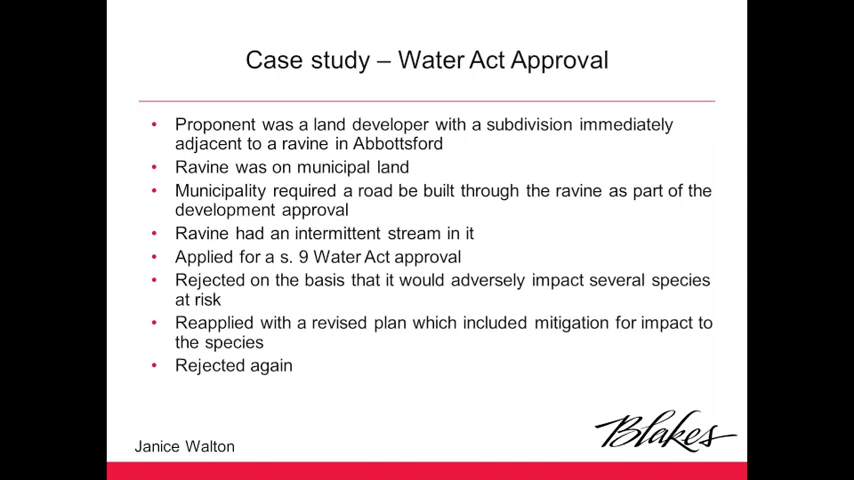 Case study – Water Act Approval
• Proponent was a land developer with a subdivision immediately
adjacent to a ravine in Abbottsford
• Ravine was on municipal land
• Municipality required a road be built through the ravine as part of the
development approval
• Ravine had an intermittent stream in it
• Applied for a s. 9 Water Act approval
• Rejected on the basis that it would adversely impact several species
at risk
• Reapplied with a revised plan which included mitigation for impact to
the species
• Rejected again
Blakes
Janice Walton